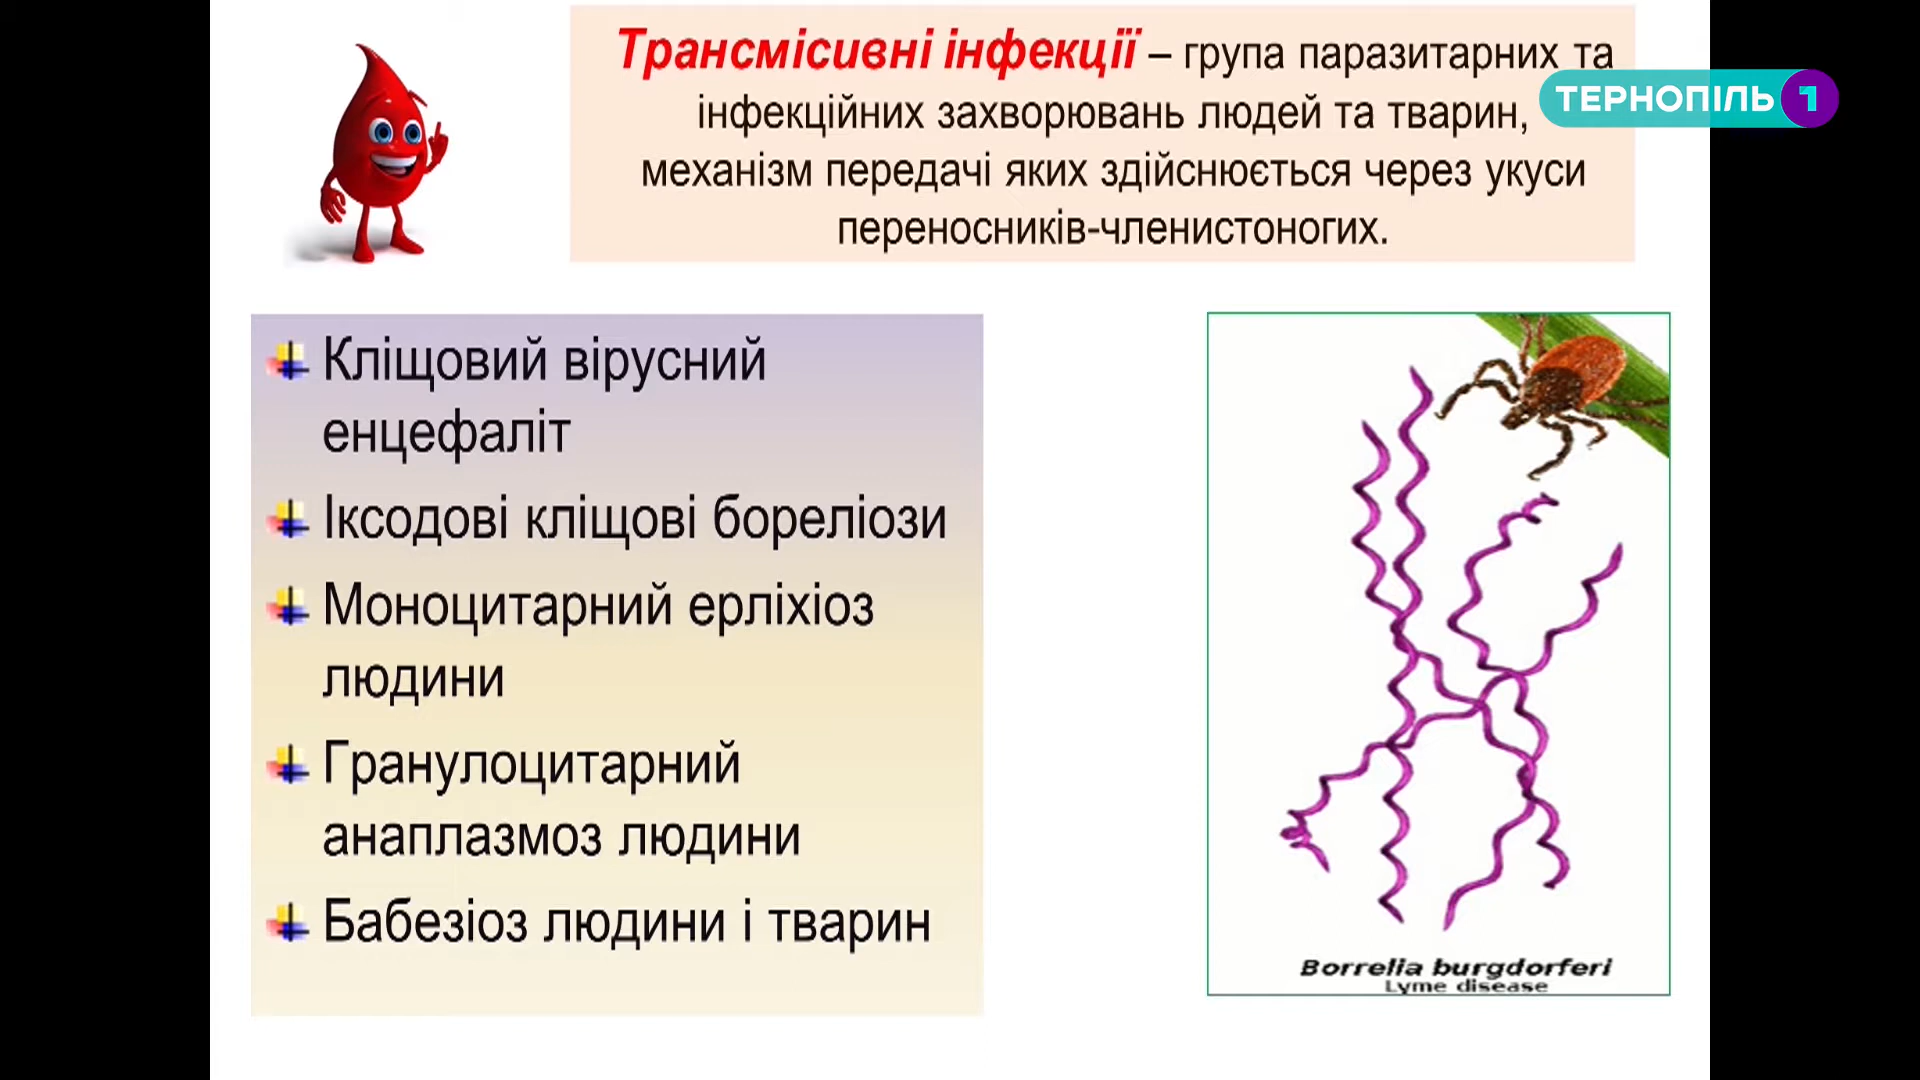 Трансмісивні інфекції – група паразитарних та
інфекційних захворювань людей та тварин,
механізм передачі яких здійснюється через укуси
переносників-членистоногих.
ТЕРНОПІЛЬ 1
Кліщовий вірусний
енцефаліт
Іксодові кліщові бореліози
Моноцитарний ерліхіоз
людини
Гранулоцитарний
анаплазмоз людини
Бабезіоз людини і тварин
Borrelia burgdorferi
Lyme disease